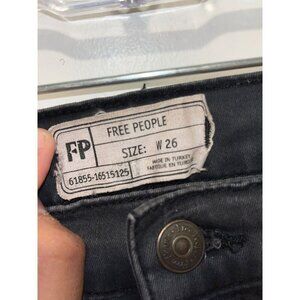 FP
FREE PEOPLE
SIZE: W 26
61855-16515125
MADE IN TURKEY
FABRIQUE EN TURQUIE